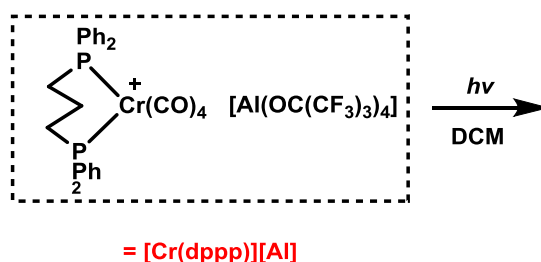 Ph₂
P
+
Cr(CO)₄ [Al(OC(CF₃)₃)₄]
hv
DCM
P
Ph
2
= [Cr(dppp)][Al]